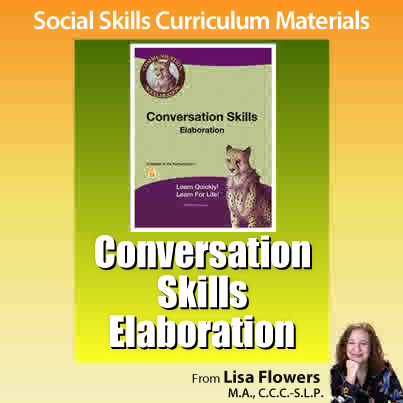 Social Skills Curriculum Materials
Conversation Skills
Elaboration
Learn Quickly!
Learn For Life!
Conversation
Skills
Elaboration
From Lisa Flowers
M.A., C.C.C.-S.L.P.